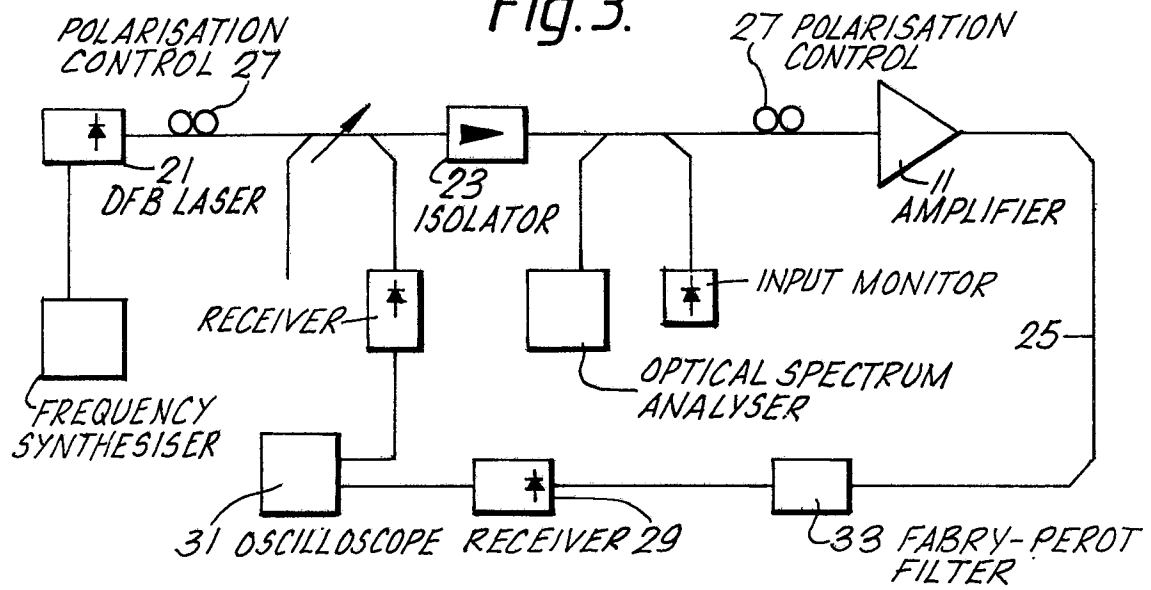 Fig. 3.
POLARISATION
CONTROL 27
27 POLARISATION
CONTROL
21
DFB LASER
23
ISOLATOR
11
AMPLIFIER
RECEIVER
INPUT MONITOR
25
OPTICAL SPECTRUM
ANALYSER
FREQUENCY
SYNTHESISER
31 OSCILLOSCOPE
RECEIVER 29
33 FABRY-PEROT
FILTER